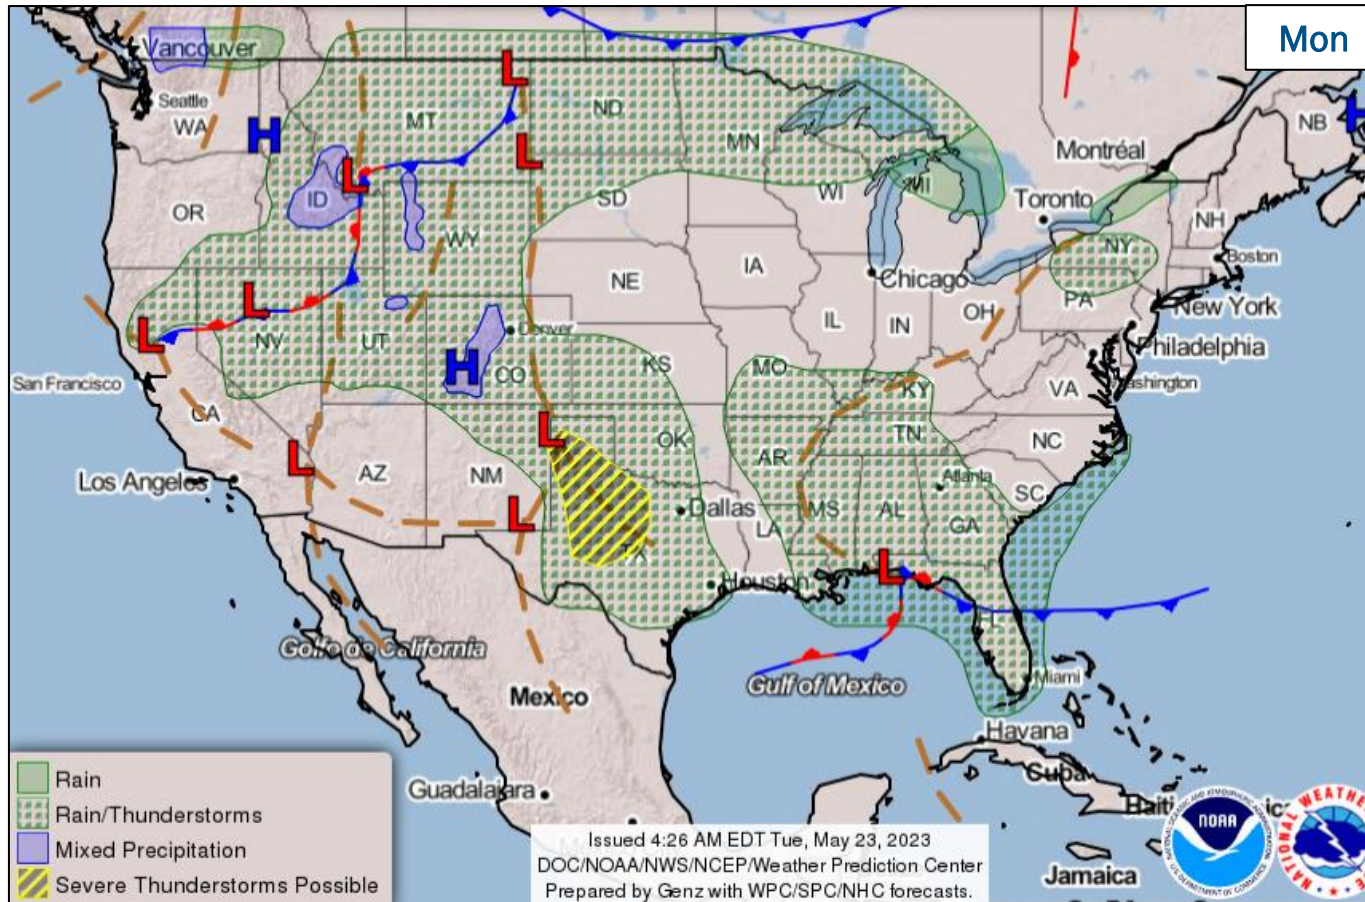 Mon
Vancouver
Seattle
WA
H
MT
L
ND
MN
Montréal
NB
H
L
L
ID
OR
WY
SD
WI
MI
Toronto
NH
NY
Boston
NE
IA
Chicago
PA
New York
L
L
NV
UT
Denver
H
CO
KS
IL
IN
OH
Philadelphia
San Francisco
CA
MO
KY
VA
Washington
L
OK
TN
NC
L
Los Angeles
AZ
NM
AR
Atlanta
SC
L
Dallas
LA
MS
AL
GA
TX
L
Houston
FL
Golfo de California
Mexico
Gulf of Mexico
Miami
Havana
Cuba
Guadalajara
Jamaica
Rain
Rain/Thunderstorms
Mixed Precipitation
Severe Thunderstorms Possible
Issued 4:26 AM EDT Tue, May 23, 2023
DOC/NOAA/NWS/NCEP/Weather Prediction Center
Prepared by Genz with WPC/SPC/NHC forecasts.
Haiti
NOAA
NATIONAL WEATHER